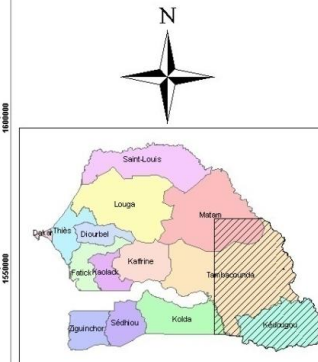 N
1600000
1550000
Saint-Louis
Louga
Matam
Dakar
Thiès
Diourbel
Fatick
Kaolack
Kaffrine
Tambacounda
Ziguinchor
Sédhiou
Kolda
Kédougou